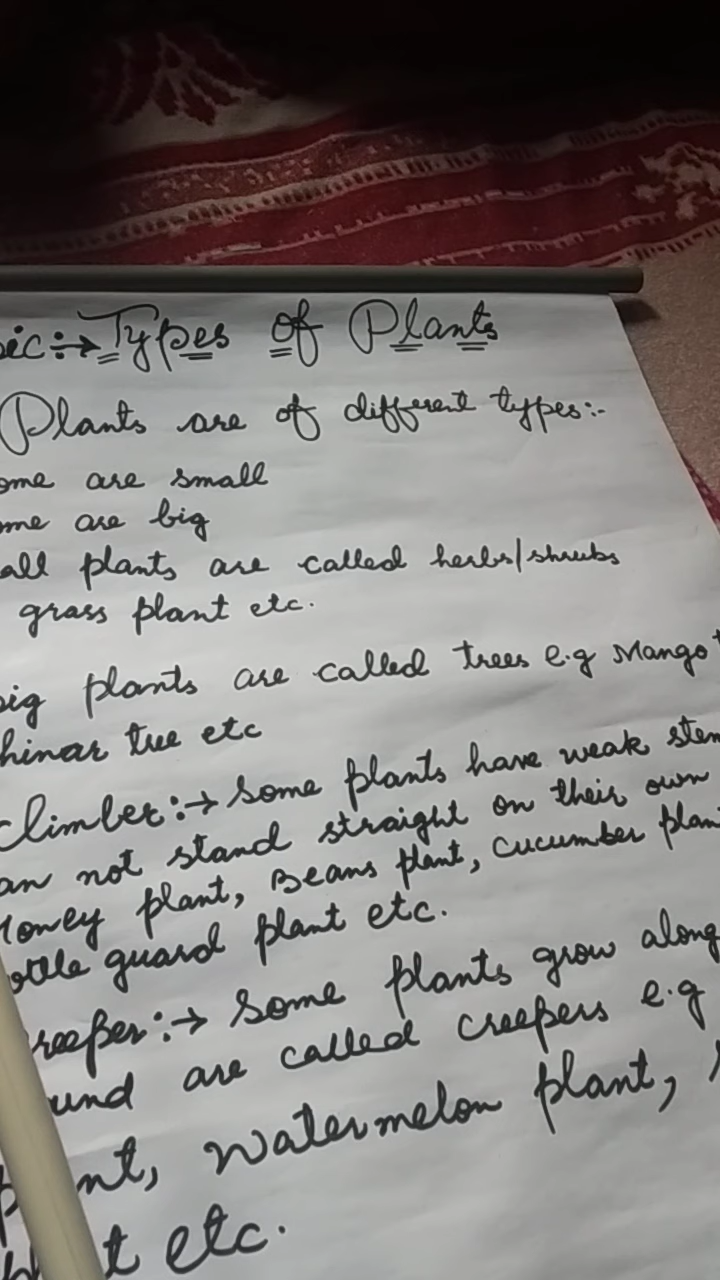 ic:→Types of Plants
Plants are of different types:-
ome are small
me are big
all plants are called herbs/shrubs
grass plant etc.
ig plants are called trees e.g Mango
hinar tree etc
Climber:→ Some plants have weak stem
an not stand straight on their own
oney plant, Beans plant, Cucumber plan
ottle guard plant etc.
reeper:→ Some plants grow along
und are called creepers e.g
nt, watermelon plant,
t etc.